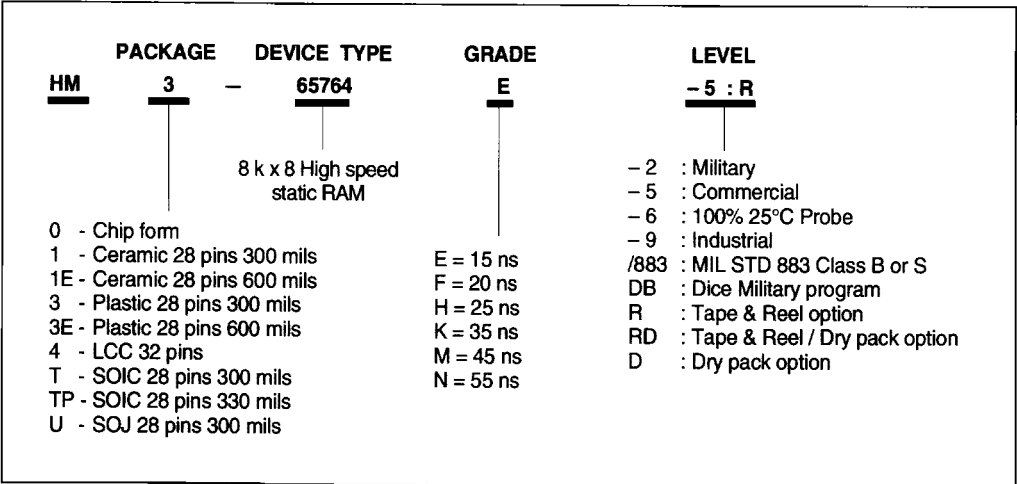 PACKAGE DEVICE TYPE GRADE LEVEL
HM 3 – 65764 E – 5 : R
8 k x 8 High speed
static RAM
0 - Chip form
1 - Ceramic 28 pins 300 mils
1E - Ceramic 28 pins 600 mils
3 - Plastic 28 pins 300 mils
3E - Plastic 28 pins 600 mils
4 - LCC 32 pins
T - SOIC 28 pins 300 mils
TP - SOIC 28 pins 330 mils
U - SOJ 28 pins 300 mils
E = 15 ns
F = 20 ns
H = 25 ns
K = 35 ns
M = 45 ns
N = 55 ns
– 2 : Military
– 5 : Commercial
– 6 : 100% 25°C Probe
– 9 : Industrial
/883 : MIL STD 883 Class B or S
DB : Dice Military program
R : Tape & Reel option
RD : Tape & Reel / Dry pack option
D : Dry pack option